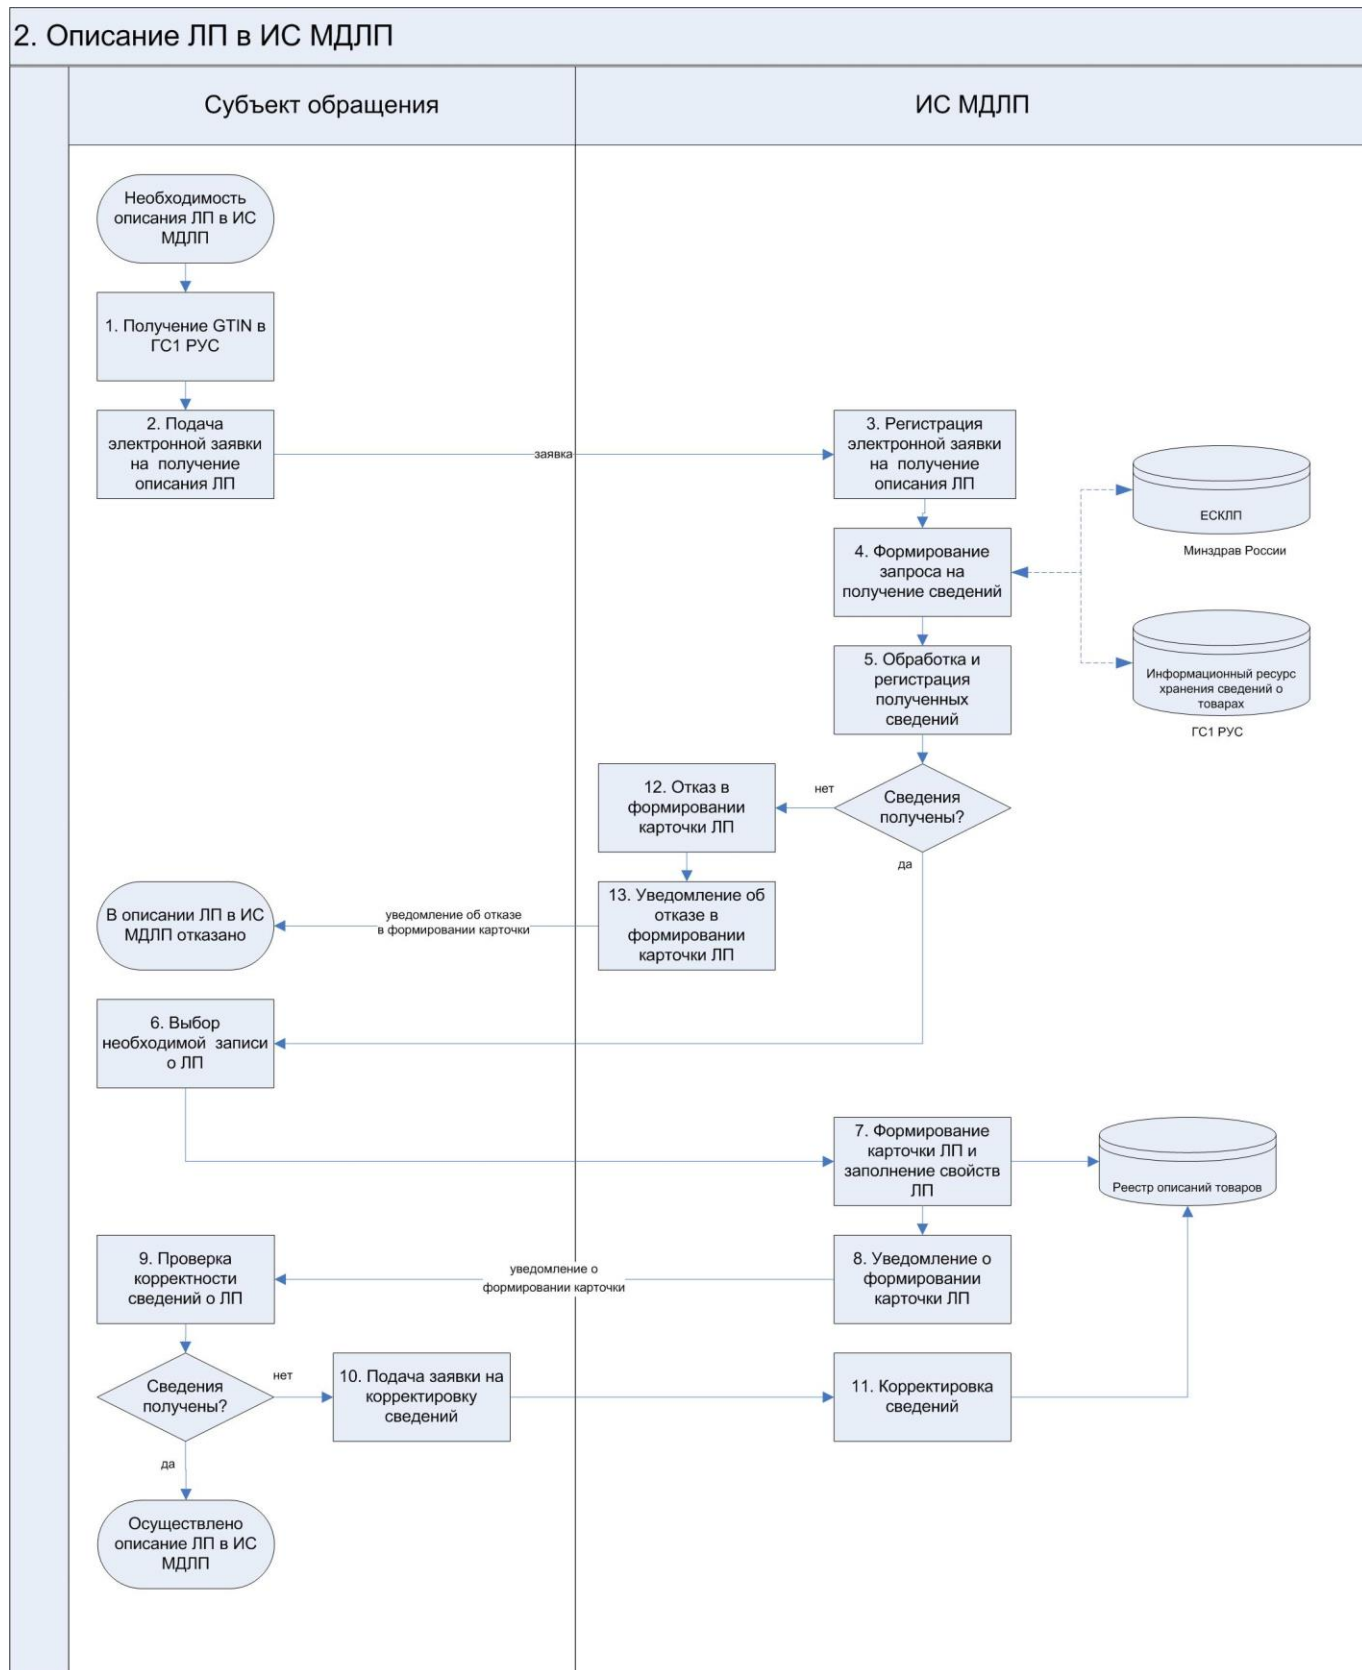 2. Описание ЛП в ИС МДЛП
Субъект обращения
ИС МДЛП
Необходимость
описания ЛП в ИС
МДЛП
1. Получение GTIN в
ГС1 РУС
2. Подача
электронной заявки
на получение
описания ЛП
заявка
3. Регистрация
электронной заявки
на получение
описания ЛП
ЕСКЛП
Минздрав России
4. Формирование
запроса на
получение сведений
5. Обработка и
регистрация
полученных
сведений
Информационный ресурс
хранения сведений о
товарах
ГС1 РУС
Сведения
получены?
нет
да
12. Отказ в
формировании
карточки ЛП
13. Уведомление об
отказе в
формировании
карточки ЛП
уведомление об отказе
в формировании карточки
В описании ЛП в ИС
МДЛП отказано
6. Выбор
необходимой записи
о ЛП
7. Формирование
карточки ЛП и
заполнение свойств
ЛП
Реестр описаний товаров
8. Уведомление о
формировании
карточки ЛП
уведомление о
формировании карточки
9. Проверка
корректности
сведений о ЛП
Сведения
получены?
нет
да
10. Подача заявки на
корректировку
сведений
11. Корректировка
сведений
Осуществлено
описание ЛП в ИС
МДЛП